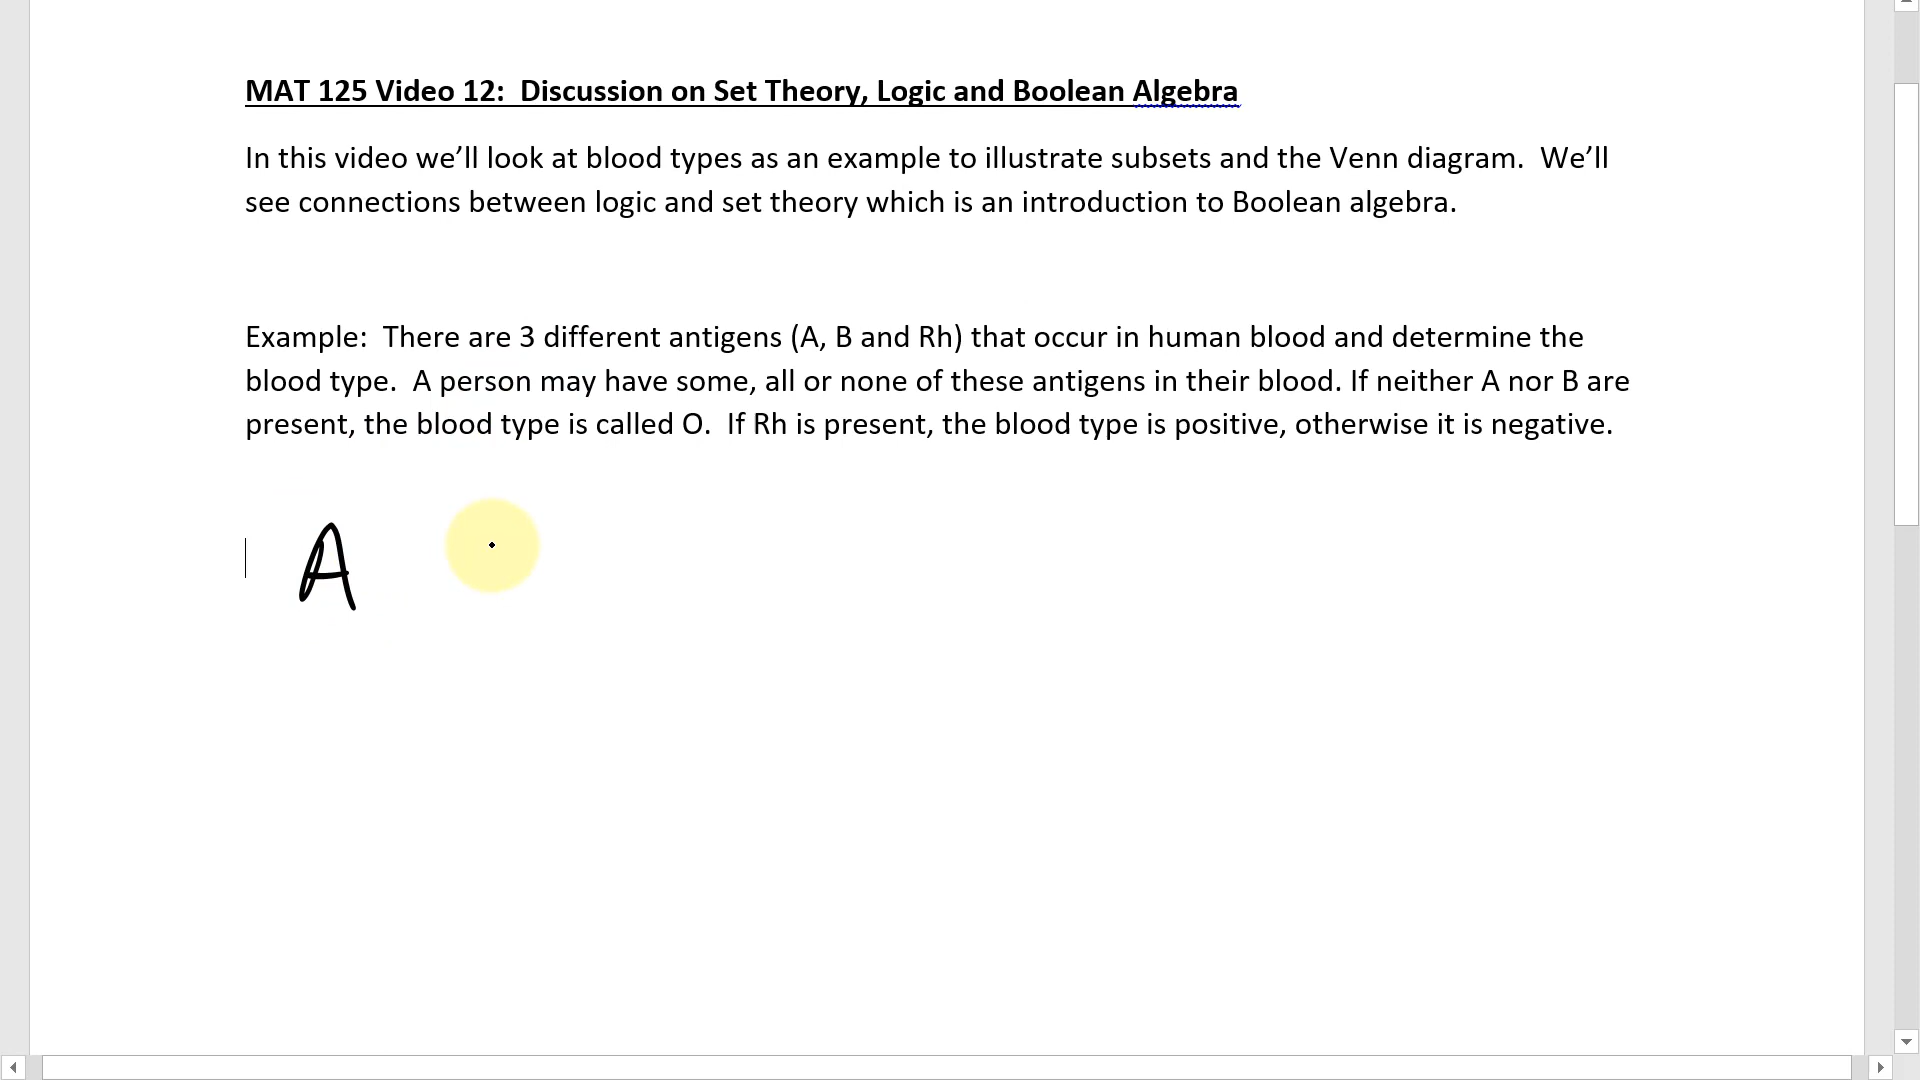 MAT 125 Video 12:  Discussion on Set Theory, Logic and Boolean Algebra
In this video we’ll look at blood types as an example to illustrate subsets and the Venn diagram.  We’ll
see connections between logic and set theory which is an introduction to Boolean algebra.
Example:  There are 3 different antigens (A, B and Rh) that occur in human blood and determine the
blood type.  A person may have some, all or none of these antigens in their blood. If neither A nor B are
present, the blood type is called O.  If Rh is present, the blood type is positive, otherwise it is negative.
A